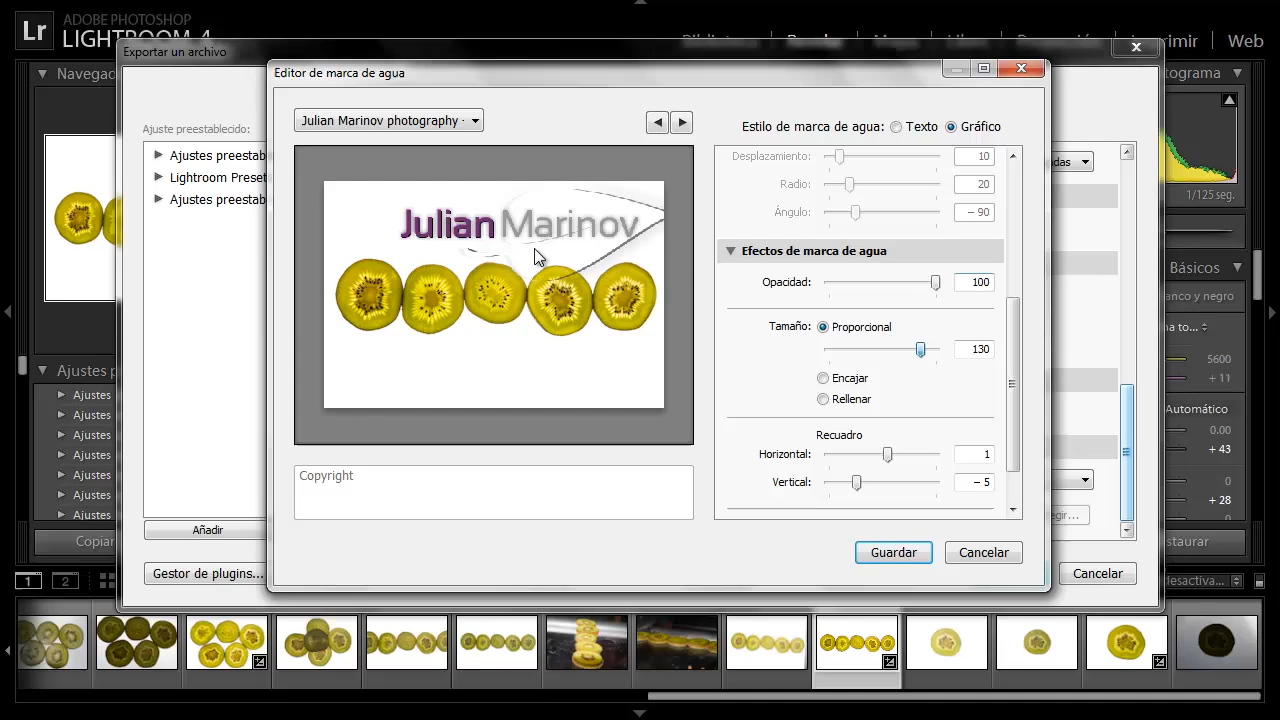 Lr
ADOBE PHOTOSHOP
LIGHTROOM 4
Web
Exportar un archivo
Navegad
Editor de marca de agua
Ajuste preestablecido:
Ajustes preestab
Lightroom Preset
Ajustes preestab
Julian Marinov photography
Estilo de marca de agua: Texto Gráfico
Desplazamiento: 10
Radio: 20
Ángulo: – 90
Julian Marinov
Efectos de marca de agua
Opacidad: 100
Tamaño: Proporcional
130
Encajar
Rellenar
Recuadro
Horizontal: 1
Vertical: – 5
Copyright
Guardar Cancelar
1/125 seg.
Básicos
5600
+ 11
Automático
0.00
+ 43
0
+ 28
0
Ajustes p
Ajustes
Ajustes
Ajustes
Ajustes
Ajustes
Ajustes
Ajustes
Copiar
Añadir
Gestor de plugins...
Cancelar
1 2